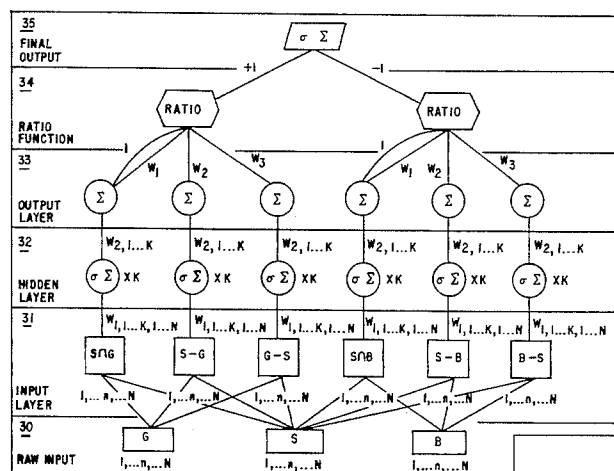 35
FINAL OUTPUT
σ Σ
+1 −1
34
RATIO FUNCTION
RATIO RATIO
1 W1 W2 W3 1 W1 W2 W3
33
OUTPUT LAYER
Σ Σ Σ Σ Σ Σ
W2,1...K W2,1...K W2,1...K W2,1...K W2,1...K W2,1...K
32
HIDDEN LAYER
σ Σ XK σ Σ XK σ Σ XK σ Σ XK σ Σ XK σ Σ XK
W1,1...K,1...N W1,1...K,1...N W1,1...K,1...N W1,1...K,1...N W1,1...K,1...N W1,1...K,1...N
31
INPUT LAYER
S∩G S−G G−S S∩B S−B B−S
1,...n,...N 1,...n,...N 1,...n,...N 1,...n,...N 1,...n,...N 1,...n,...N
30
RAW INPUT
G S B
1,...n,...N 1,...n,...N 1,...n,...N